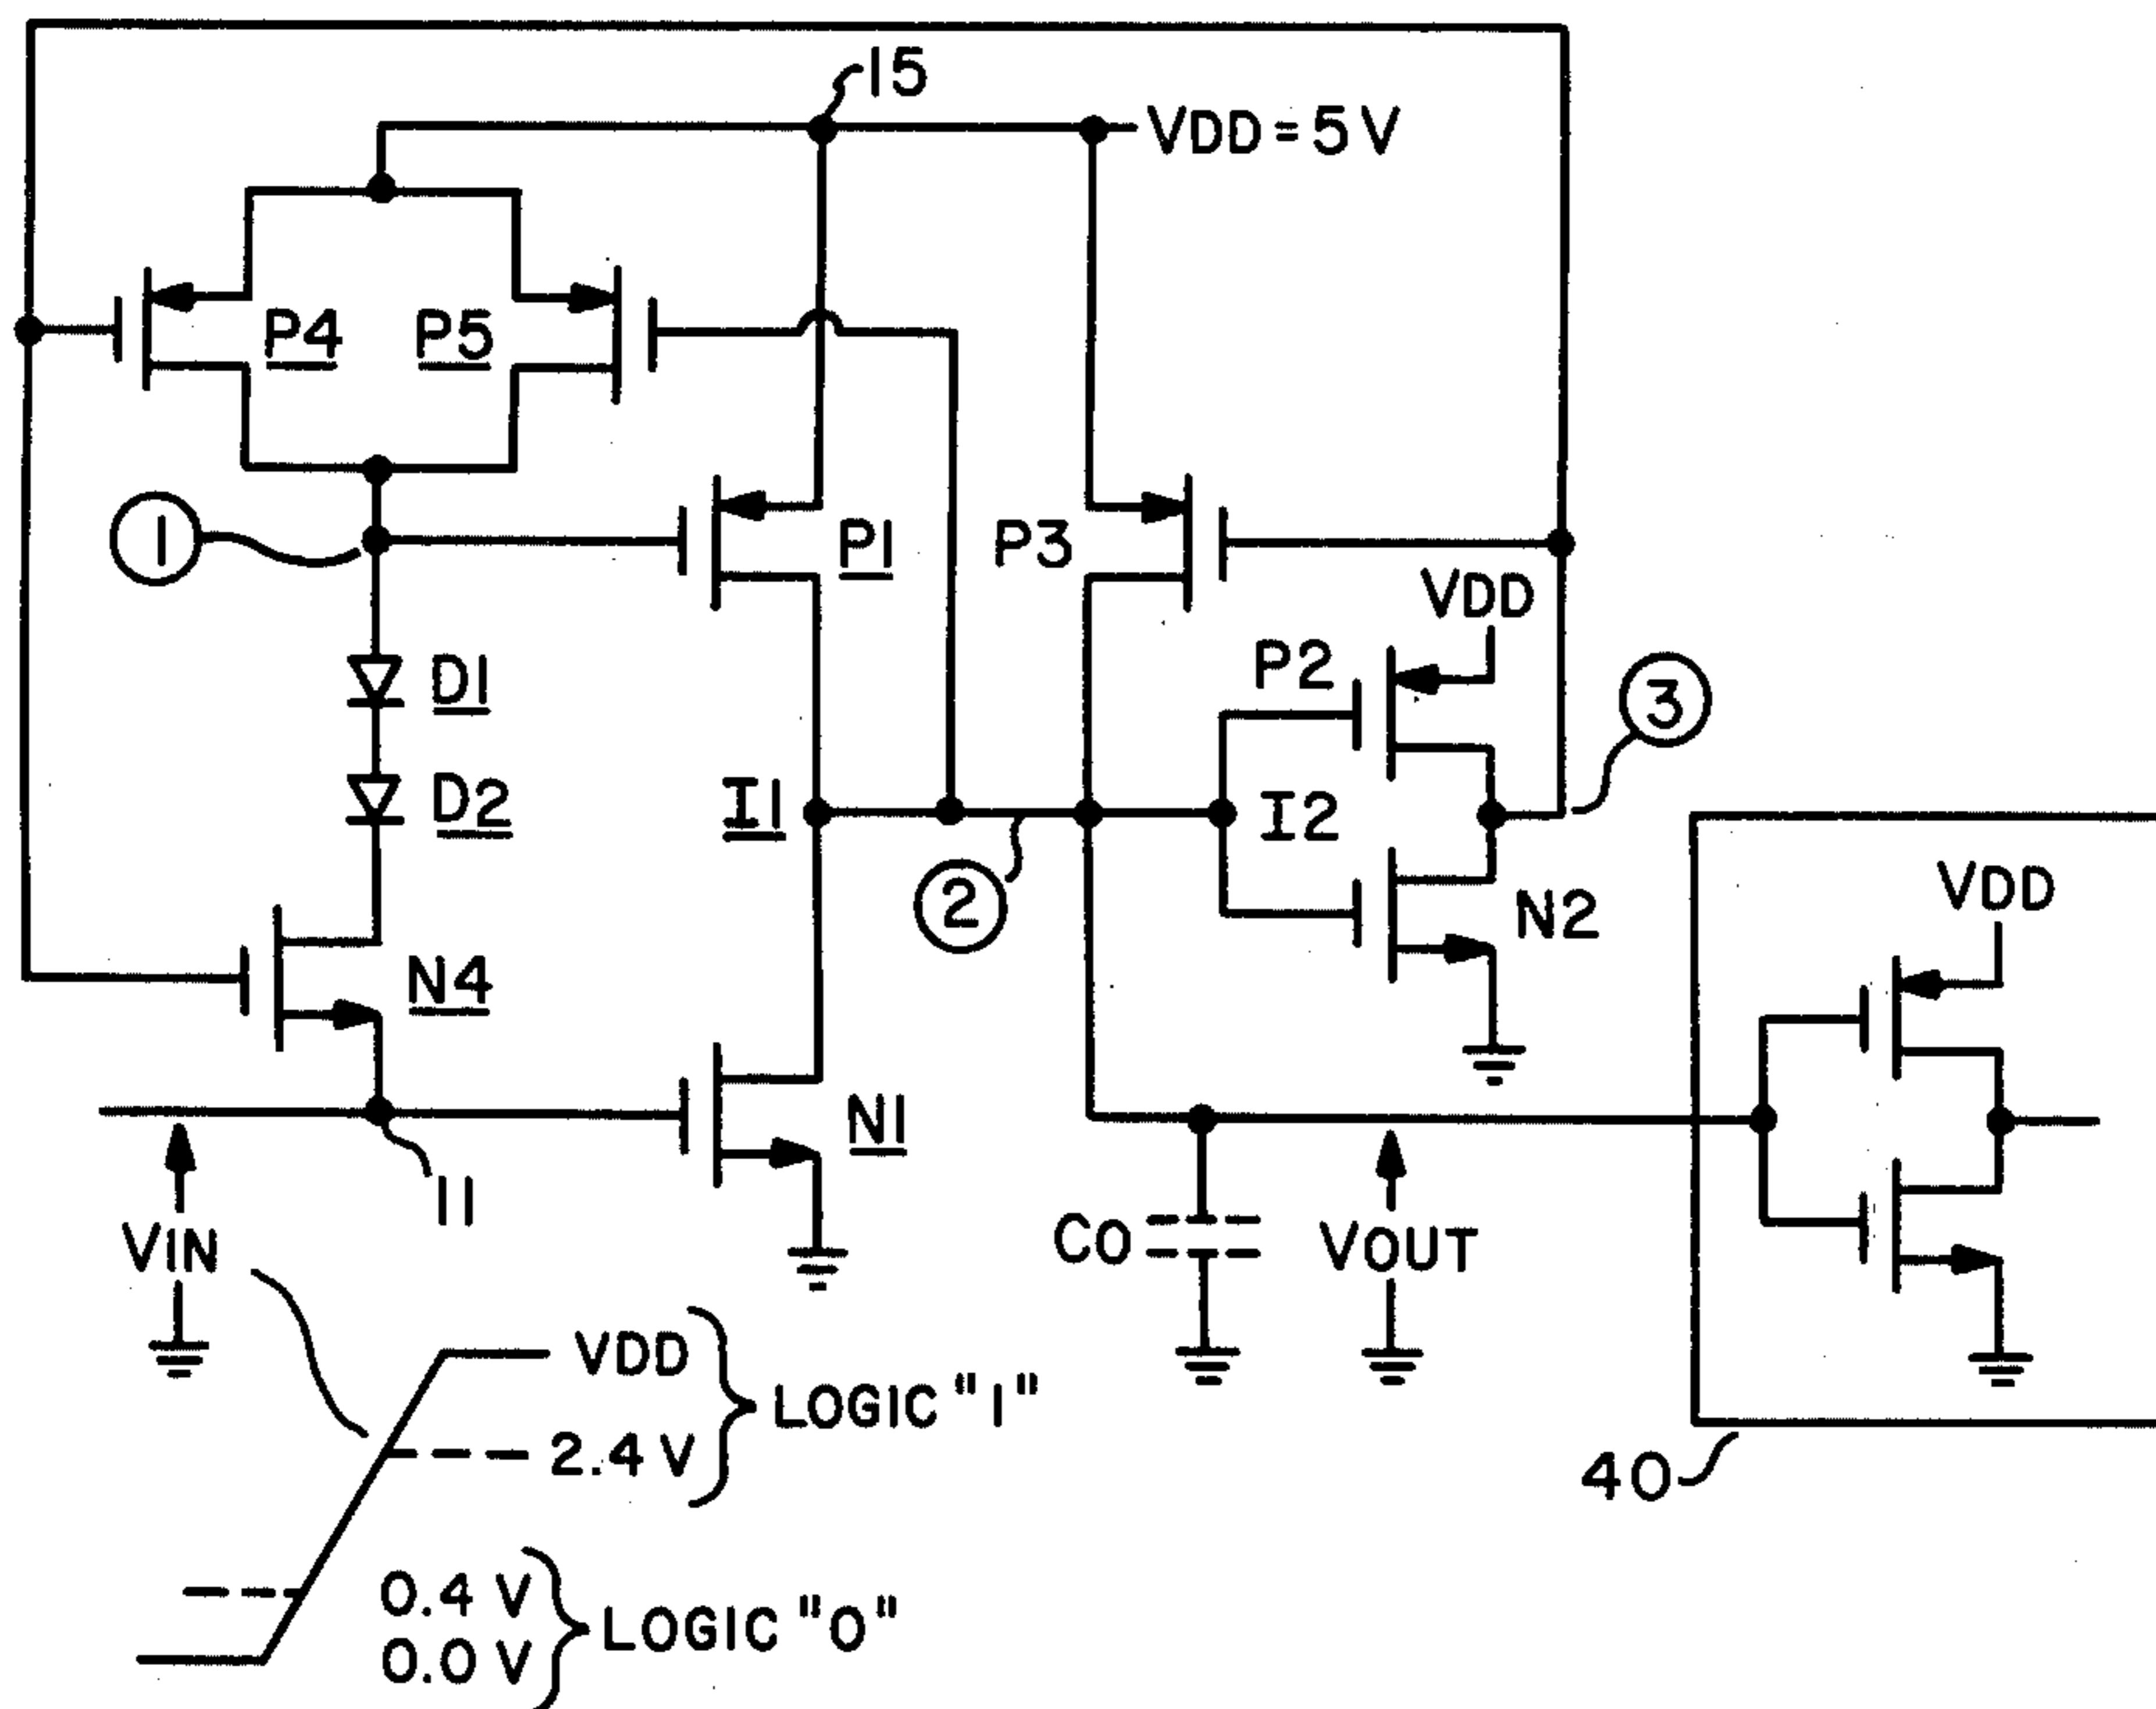 15
VDD = 5 V
P4
P5
1
P1
P3
VDD
P2
3
D1
D2
I1
I2
2
VDD
N4
N2
N1
11
VIN
CO
VOUT
VDD
LOGIC "1"
2.4 V
40
0.4 V
LOGIC "0"
0.0 V